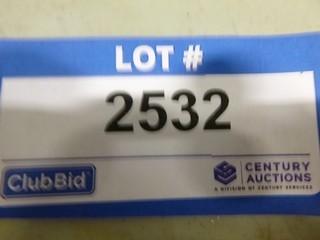 LOT #
2532
ClubBid
CENTURY
AUCTIONS
A DIVISION OF CENTURY SERVICES